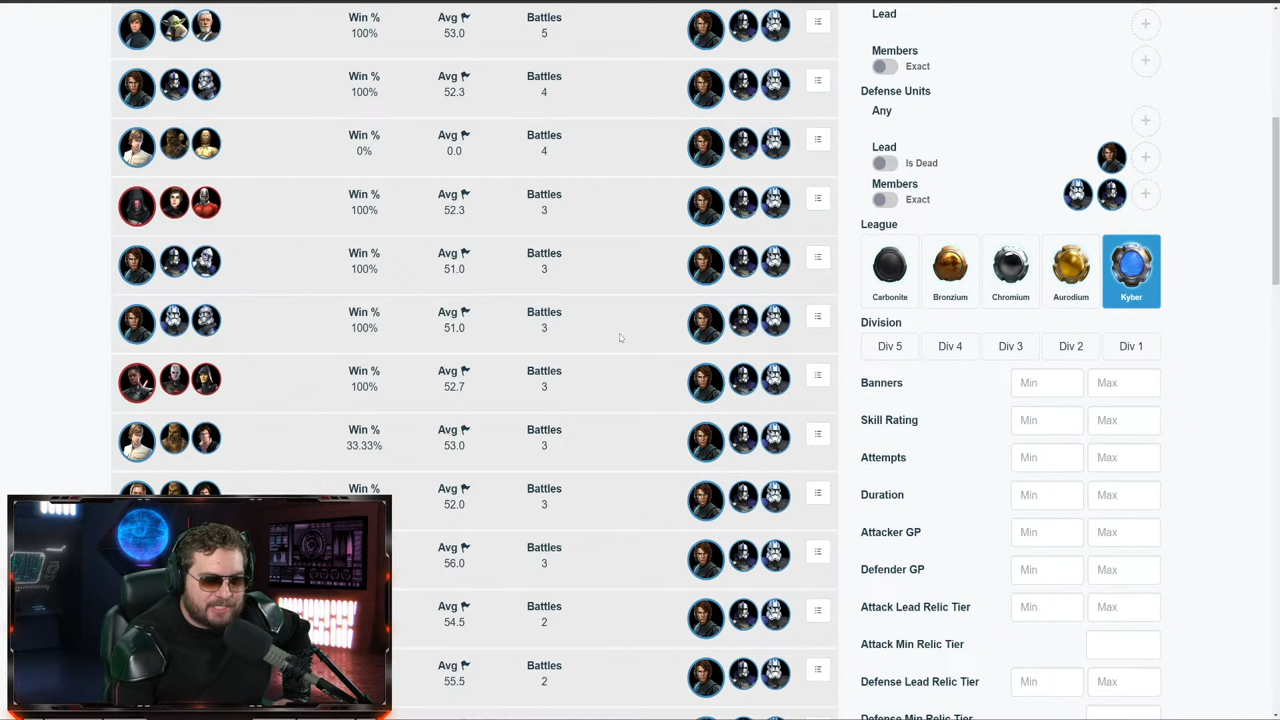 Win % Avg Battles
100% 53.0 5
Win % Avg Battles
100% 52.3 4
Win % Avg Battles
0% 0.0 4
Win % Avg Battles
100% 52.3 3
Win % Avg Battles
100% 51.0 3
Win % Avg Battles
100% 51.0 3
Win % Avg Battles
100% 52.7 3
Win % Avg Battles
33.33% 53.0 3
Win % Avg Battles
52.0 3
Avg Battles
56.0 3
Avg Battles
54.5 2
Avg Battles
55.5 2
Lead
Members
Exact
Defense Units
Any
Lead
Is Dead
Members
Exact
League
Carbonite Bronzium Chromium Aurodium Kyber
Division
Div 5 Div 4 Div 3 Div 2 Div 1
Banners Min Max
Skill Rating Min Max
Attempts Min Max
Duration Min Max
Attacker GP Min Max
Defender GP Min Max
Attack Lead Relic Tier Min Max
Attack Min Relic Tier
Defense Lead Relic Tier Min Max
Defense Min Relic Tier